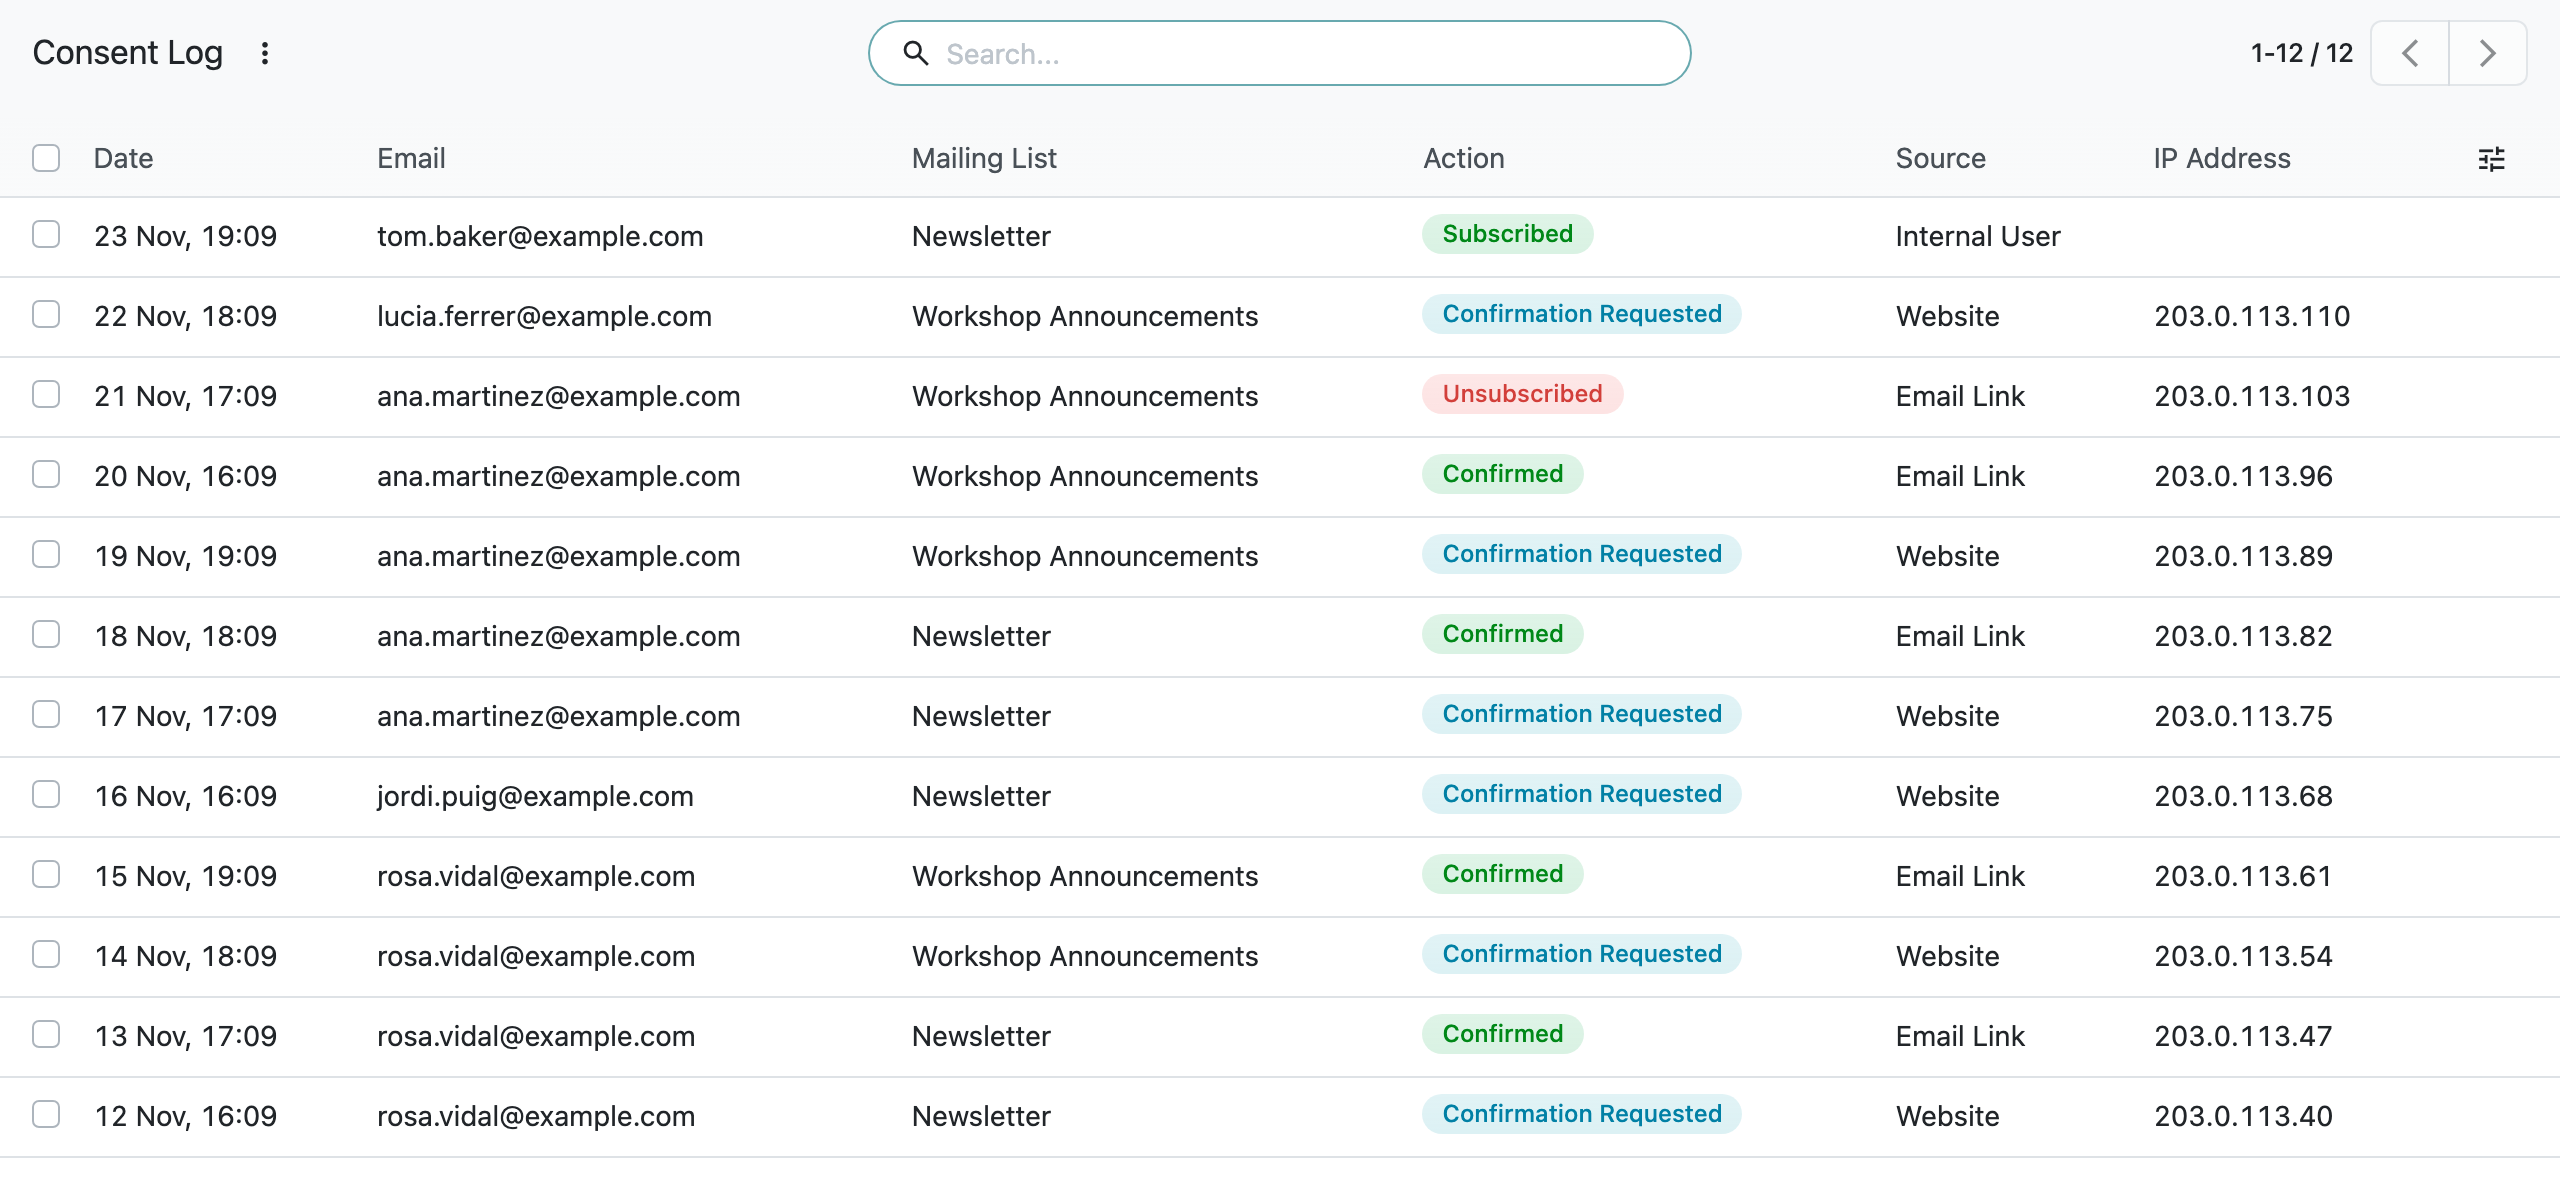 Consent Log
Search...
1-12 / 12
Date Email Mailing List Action Source IP Address
23 Nov, 19:09 tom.baker@example.com Newsletter Subscribed Internal User
22 Nov, 18:09 lucia.ferrer@example.com Workshop Announcements Confirmation Requested Website 203.0.113.110
21 Nov, 17:09 ana.martinez@example.com Workshop Announcements Unsubscribed Email Link 203.0.113.103
20 Nov, 16:09 ana.martinez@example.com Workshop Announcements Confirmed Email Link 203.0.113.96
19 Nov, 19:09 ana.martinez@example.com Workshop Announcements Confirmation Requested Website 203.0.113.89
18 Nov, 18:09 ana.martinez@example.com Newsletter Confirmed Email Link 203.0.113.82
17 Nov, 17:09 ana.martinez@example.com Newsletter Confirmation Requested Website 203.0.113.75
16 Nov, 16:09 jordi.puig@example.com Newsletter Confirmation Requested Website 203.0.113.68
15 Nov, 19:09 rosa.vidal@example.com Workshop Announcements Confirmed Email Link 203.0.113.61
14 Nov, 18:09 rosa.vidal@example.com Workshop Announcements Confirmation Requested Website 203.0.113.54
13 Nov, 17:09 rosa.vidal@example.com Newsletter Confirmed Email Link 203.0.113.47
12 Nov, 16:09 rosa.vidal@example.com Newsletter Confirmation Requested Website 203.0.113.40